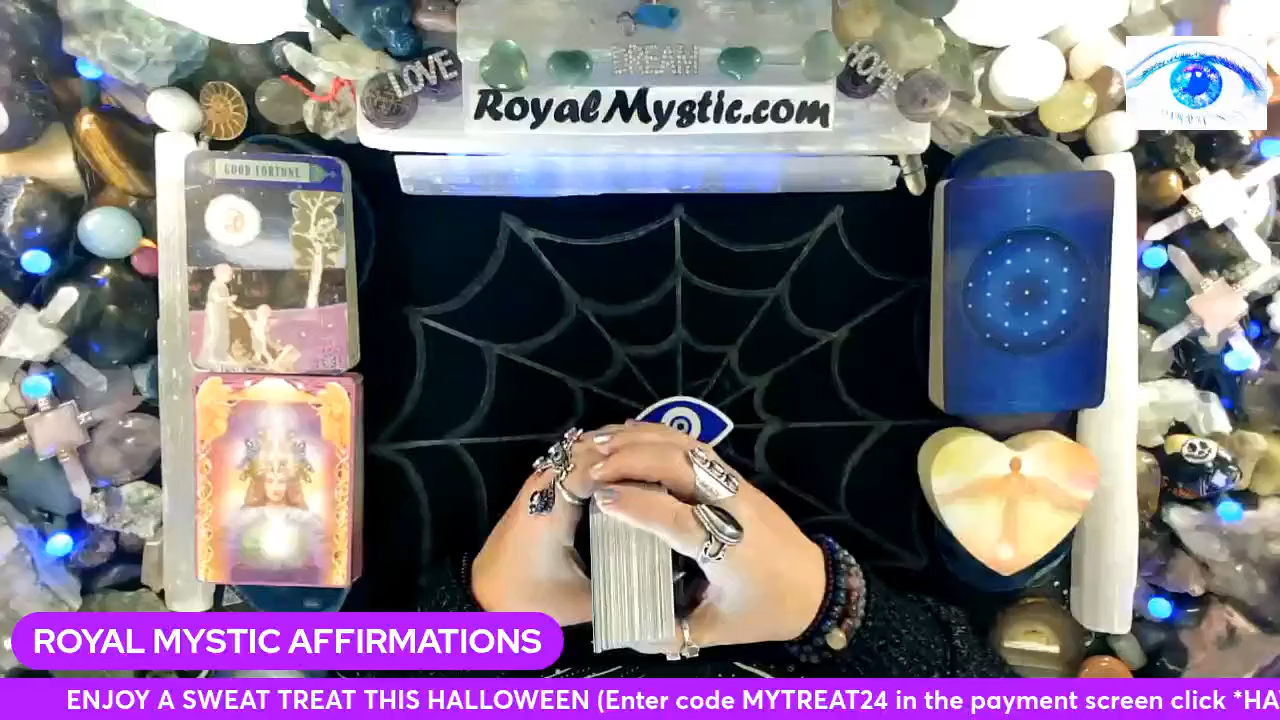 LOVE
DREAM
HOPE
RoyalMystic.com
GOOD FORTUNE
ROYAL MYSTIC AFFIRMATIONS
ENJOY A SWEAT TREAT THIS HALLOWEEN (Enter code MYTREAT24 in the payment screen click *HA